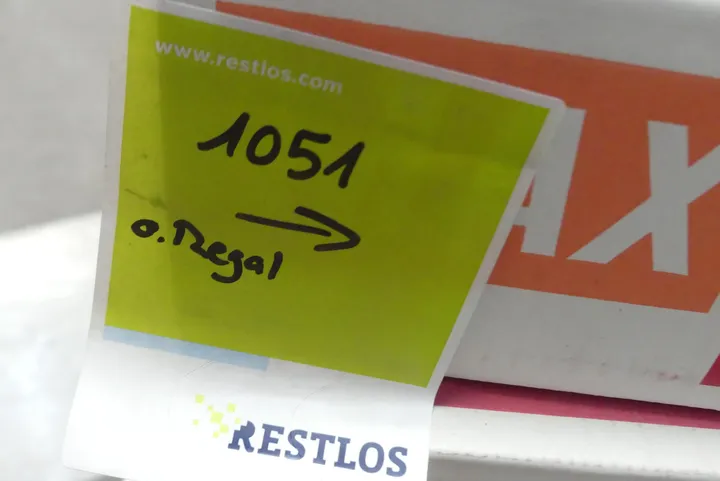 www.restlos.com
1051
o. Regal
RESTLOS
AX